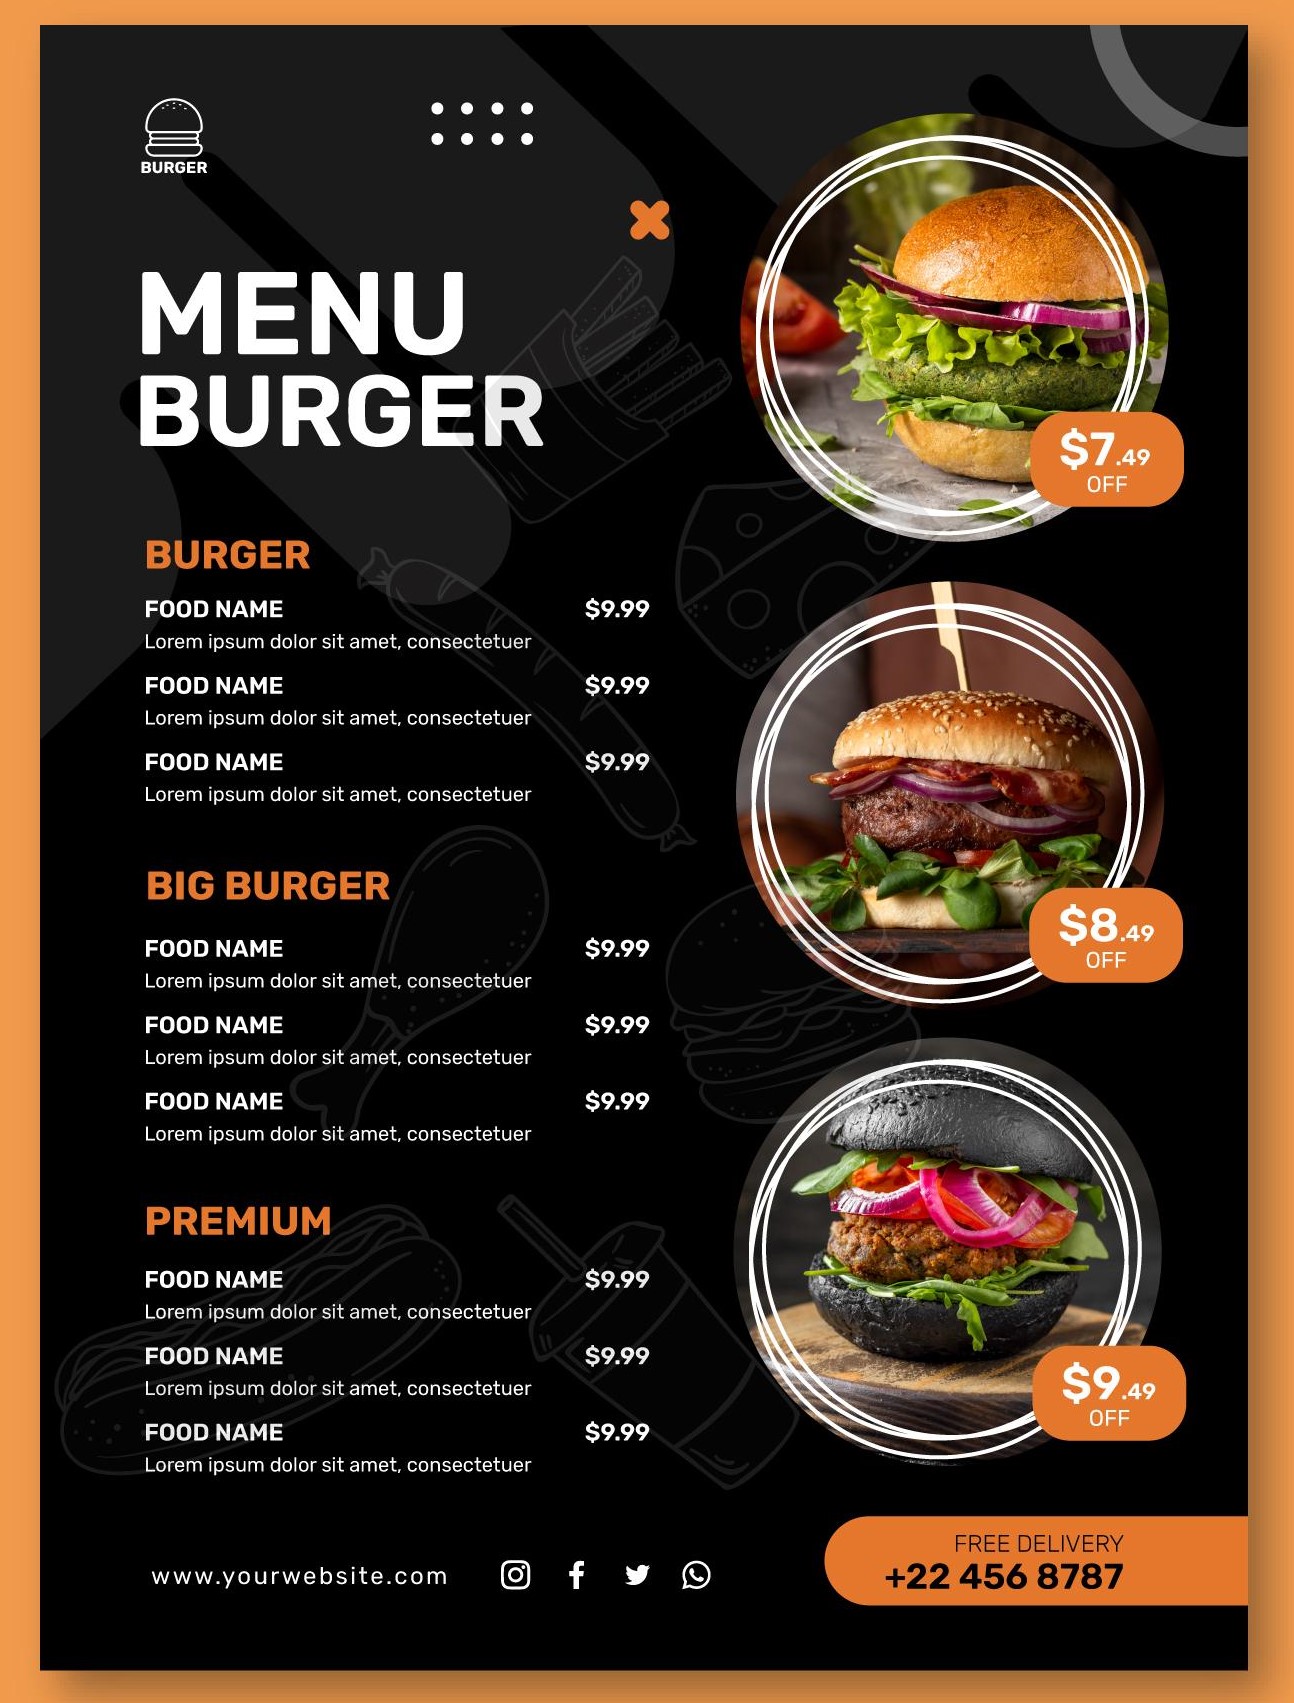 BURGER
MENU
BURGER
BURGER
FOOD NAME $9.99
Lorem ipsum dolor sit amet, consectetuer
FOOD NAME $9.99
Lorem ipsum dolor sit amet, consectetuer
FOOD NAME $9.99
Lorem ipsum dolor sit amet, consectetuer
BIG BURGER
FOOD NAME $9.99
Lorem ipsum dolor sit amet, consectetuer
FOOD NAME $9.99
Lorem ipsum dolor sit amet, consectetuer
FOOD NAME $9.99
Lorem ipsum dolor sit amet, consectetuer
PREMIUM
FOOD NAME $9.99
Lorem ipsum dolor sit amet, consectetuer
FOOD NAME $9.99
Lorem ipsum dolor sit amet, consectetuer
FOOD NAME $9.99
Lorem ipsum dolor sit amet, consectetuer
$7.49
OFF
$8.49
OFF
$9.49
OFF
www.yourwebsite.com
FREE DELIVERY
+22 456 8787